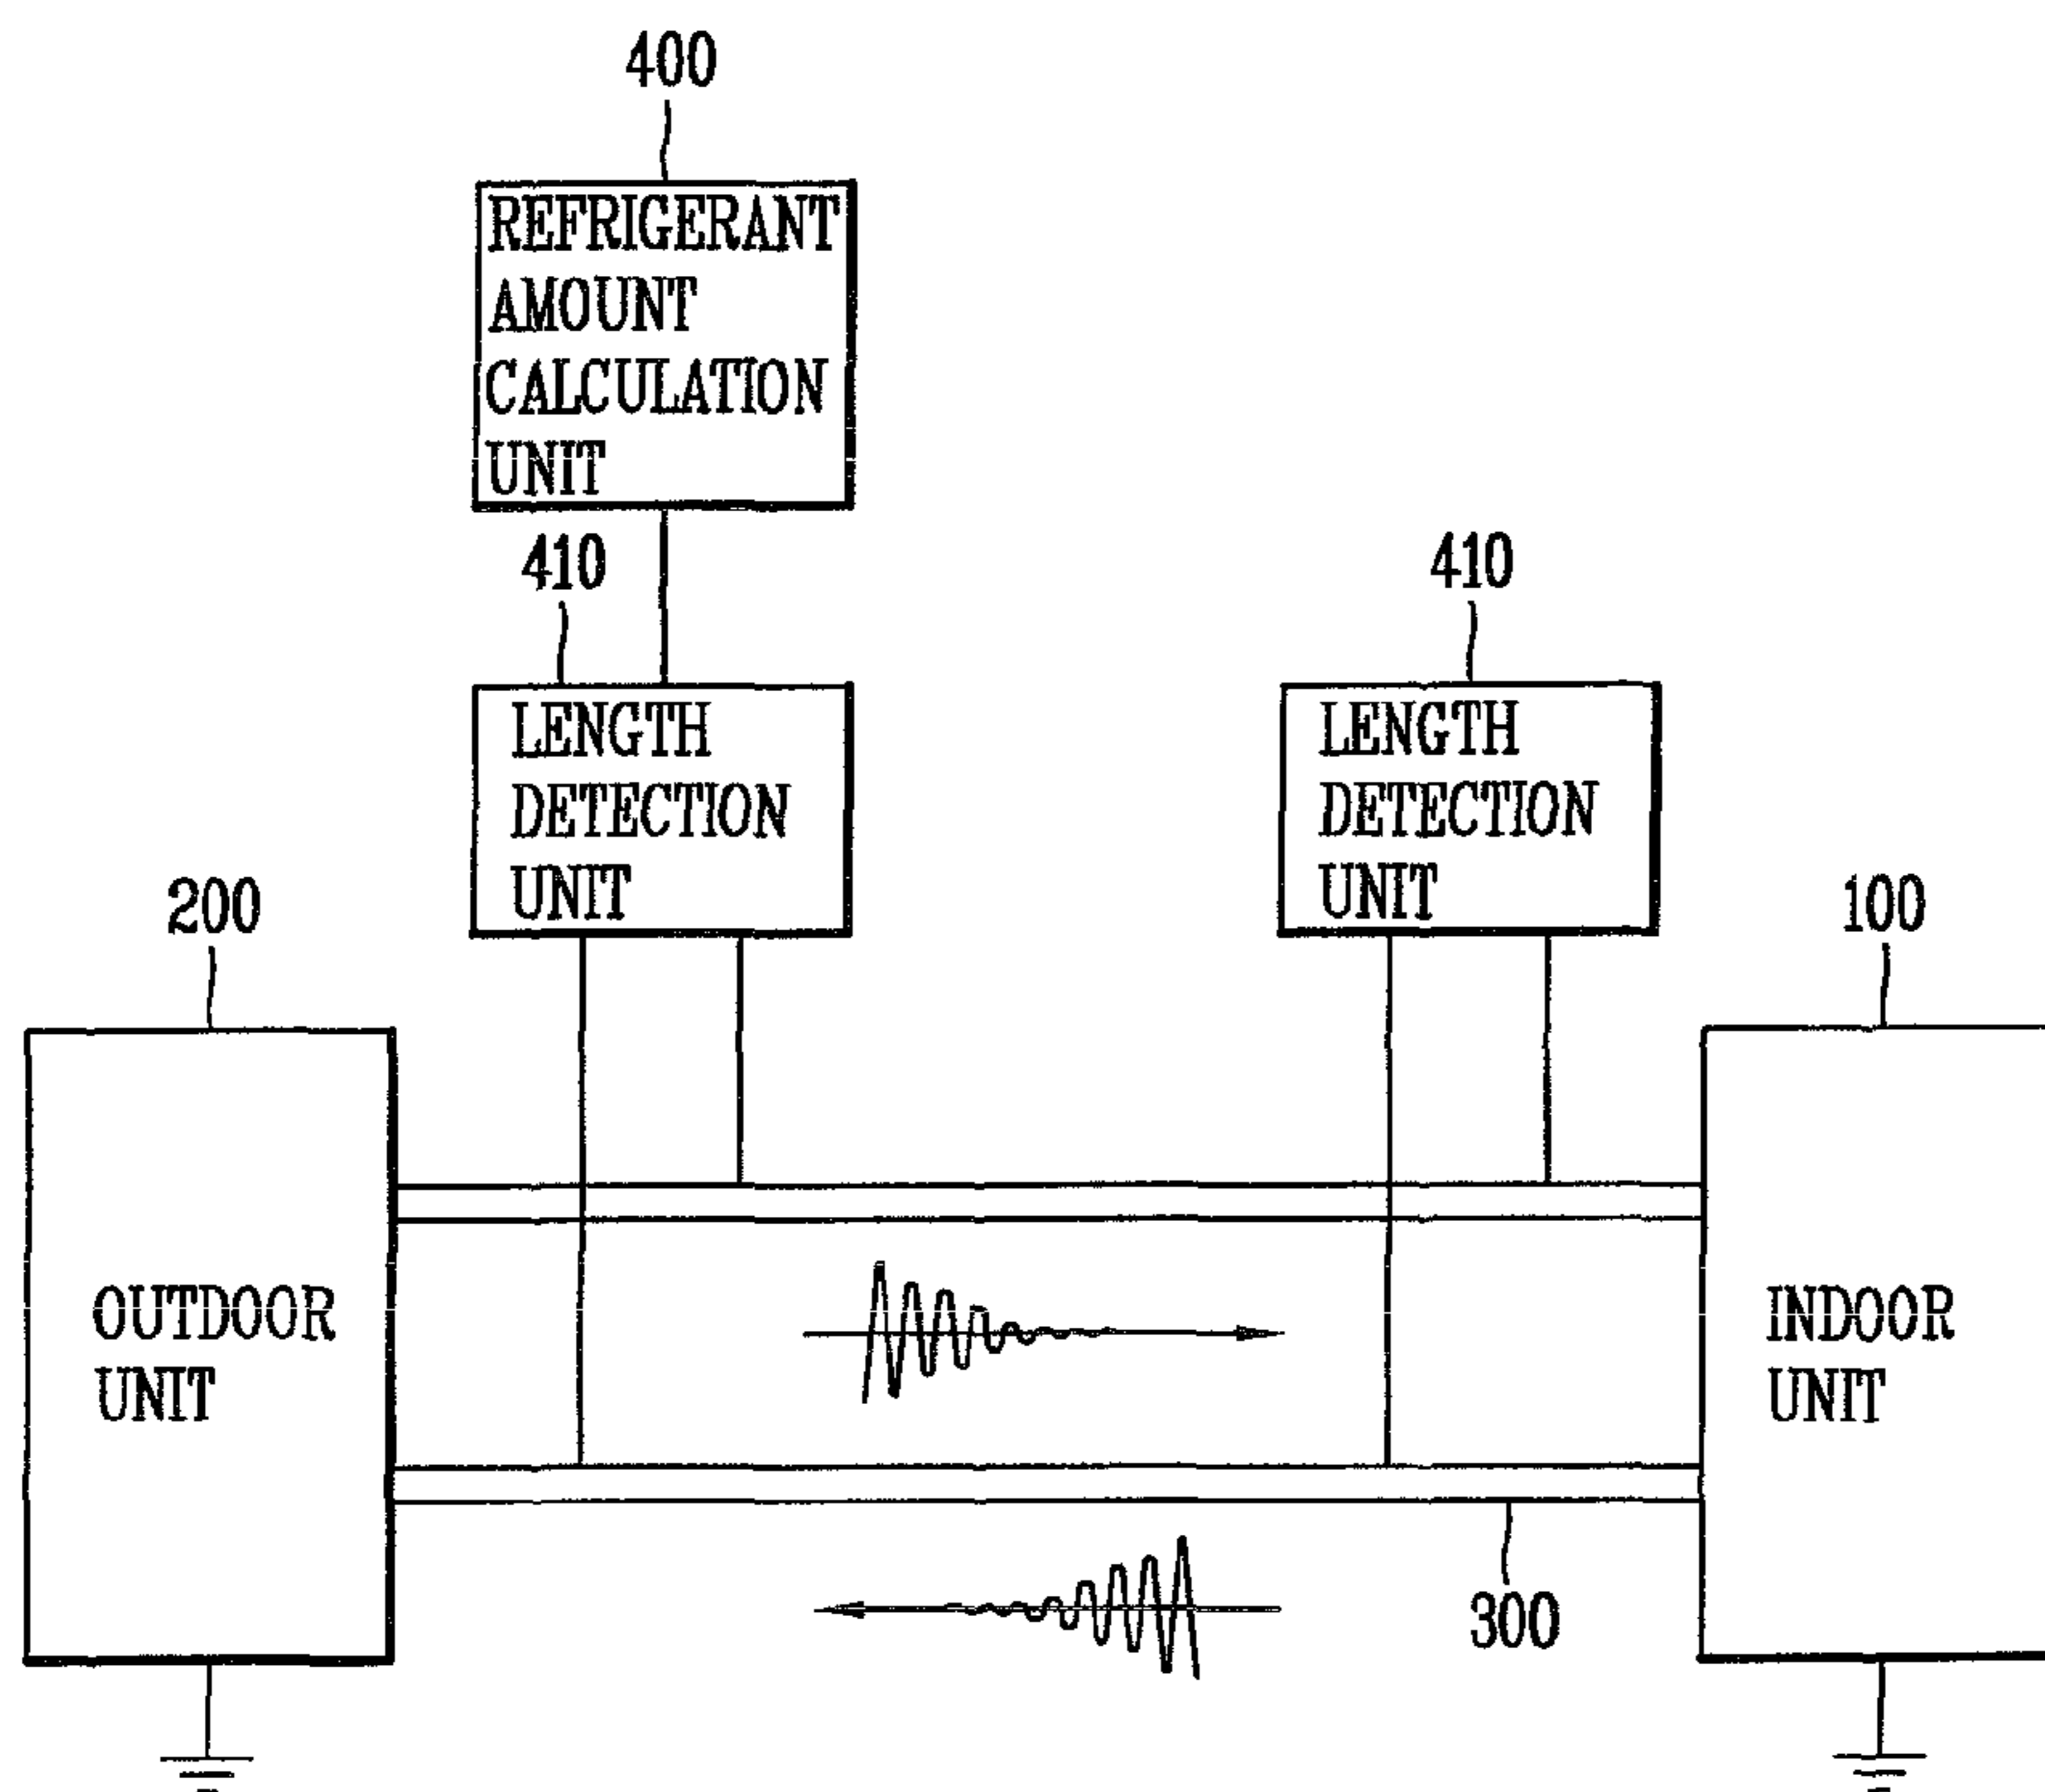 400
REFRIGERANT
AMOUNT
CALCULATION
UNIT
410
410
LENGTH
DETECTION
UNIT
LENGTH
DETECTION
UNIT
200
100
OUTDOOR
UNIT
INDOOR
UNIT
300